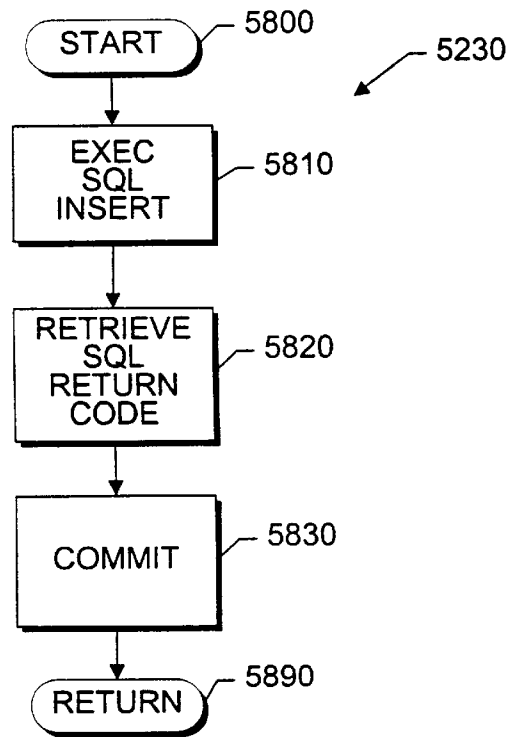 START
5800
5230
EXEC
SQL
INSERT
5810
RETRIEVE
SQL
RETURN
CODE
5820
COMMIT
5830
RETURN
5890